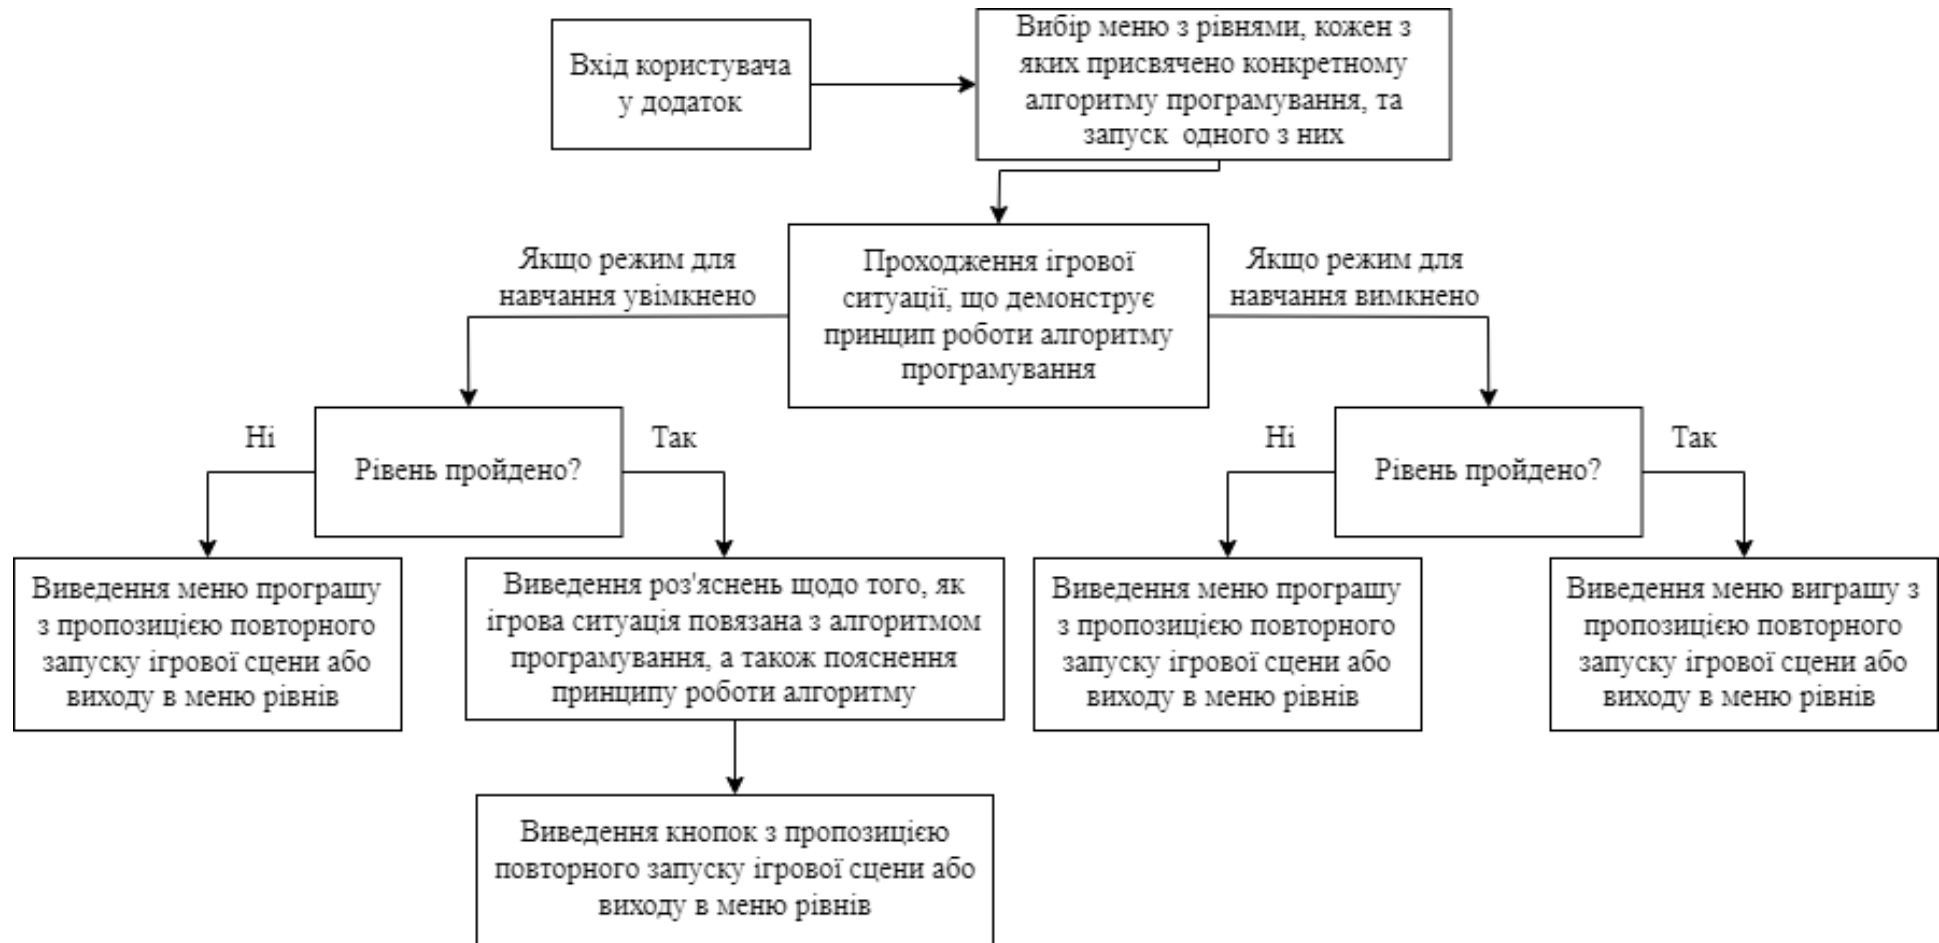 Вхід користувача
у додаток
Вибір меню з рівнями, кожен з
яких присвячено конкретному
алгоритму програмування, та
запуск одного з них
Якщо режим для
навчання увімкнено
Проходження ігрової
ситуації, що демонструє
принцип роботи алгоритму
програмування
Якщо режим для
навчання вимкнено
Ні
Рівень пройдено?
Так
Ні
Рівень пройдено?
Так
Виведення меню програшу
з пропозицією повторного
запуску ігрової сцени або
виходу в меню рівнів
Виведення роз'яснень щодо того, як
ігрова ситуація повязана з алгоритмом
програмування, а також пояснення
принципу роботи алгоритму
Виведення меню програшу
з пропозицією повторного
запуску ігрової сцени або
виходу в меню рівнів
Виведення меню виграшу з
пропозицією повторного
запуску ігрової сцени або
виходу в меню рівнів
Виведення кнопок з пропозицією
повторного запуску ігрової сцени або
виходу в меню рівнів